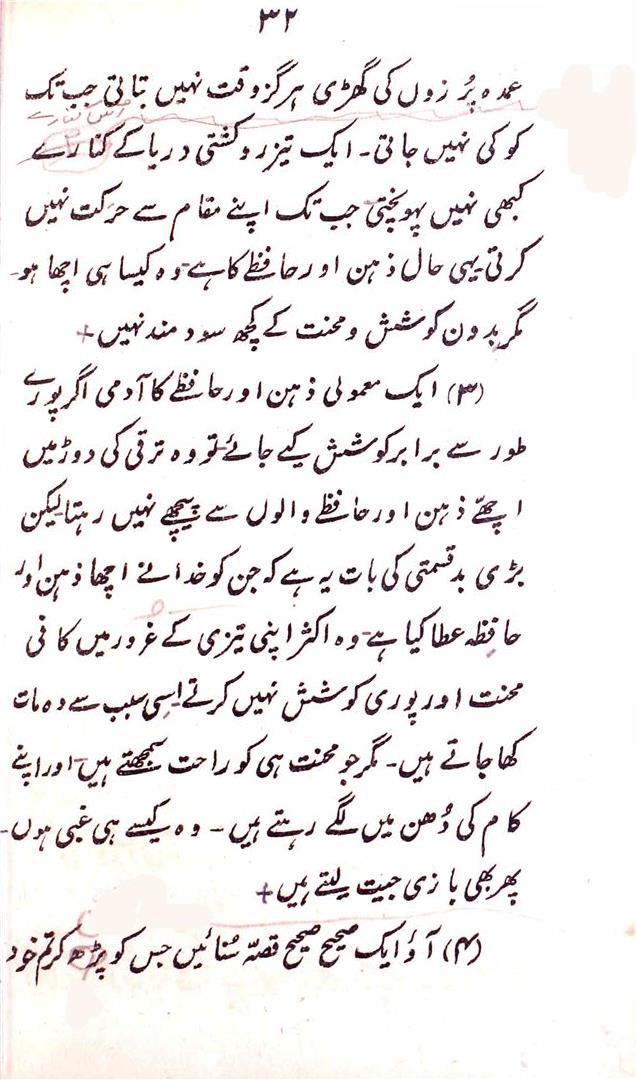 ۳۲
عمدہ پُرزوں کی گھڑی ہرگز وقت نہیں بتاتی جب تک
کوکی نہیں جاتی۔ ایک تیز رو کشتی دریا کے کنارے
کبھی نہیں پہونچتی جب تک اپنے مقام سے حرکت نہیں
کرتی۔ یہی حال ذہن اور حافظے کا ہے۔ وہ کیسا ہی اچھا ہو۔
مگر بدون کوشش و محنت کے کچھ سودمند نہیں +
(۳) ایک معمولی ذہن اور حافظے کا آدمی اگر پورے
طور سے برابر کوشش کیے جائے۔ تو وہ ترقی کی دوڑ میں
اچھّے ذہن اور حافظے والوں سے پیچھے نہیں رہتا۔ لیکن
بڑی بدقسمتی کی بات یہ ہے کہ جن کو خدا نے اچھا ذہن اور
حافظہ عطا کیا ہے۔ وہ اکثر اپنی تیزی کے غرور میں کافی
محنت اور پوری کوشش نہیں کرتے۔ اِسی سبب سے وہ مات
کھا جاتے ہیں۔ مگر جو محنت ہی کو راحت سمجھتے ہیں۔ اور اپنے
کام کی دُھن میں لگے رہتے ہیں۔ وہ کیسے ہی غبی ہوں۔
پھر بھی بازی جیت لیتے ہیں +
(۴) آؤ ایک صحیح صحیح قصّہ سُنائیں جس کو پڑھ کر تم خود